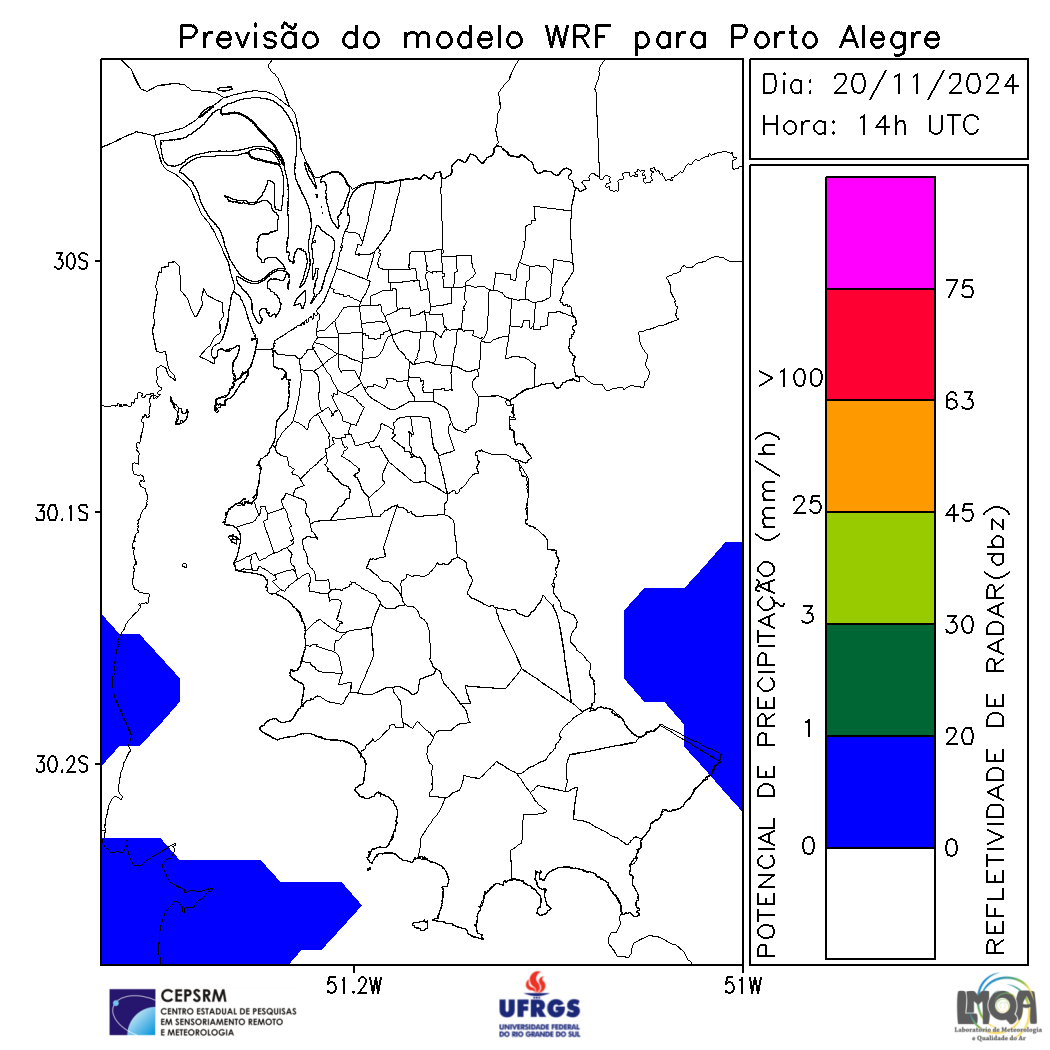 Previsão do modelo WRF para Porto Alegre
Dia: 20/11/2024
Hora: 14h UTC
30S
30.1S
30.2S
51.2W
51W
POTENCIAL DE PRECIPITAÇÃO (mm/h)
>100
25
3
1
0
75
63
45
30
20
0
REFLETIVIDADE DE RADAR(dbz)
CEPSRM
CENTRO ESTADUAL DE PESQUISAS
EM SENSORIAMENTO REMOTO
E METEOROLOGIA
UFRGS
UNIVERSIDADE FEDERAL
DO RIO GRANDE DO SUL
LMQA
Laboratório de Meteorologia
e Qualidade do Ar